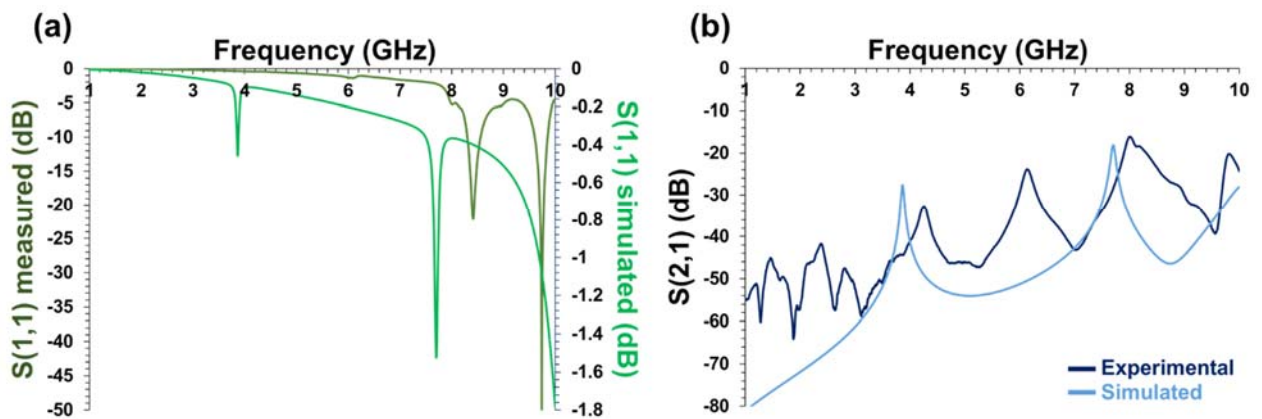 (a)
Frequency (GHz)
0
1 2 3 4 5 6 7 8 9 10
-5
-10
-15
-20
-25
-30
-35
-40
-45
-50
S(1,1) measured (dB)
0
-0.2
-0.4
-0.6
-0.8
-1
-1.2
-1.4
-1.6
-1.8
S(1,1) simulated (dB)
(b)
Frequency (GHz)
0
1 2 3 4 5 6 7 8 9 10
-10
-20
-30
-40
-50
-60
-70
-80
S(2,1) (dB)
Experimental
Simulated